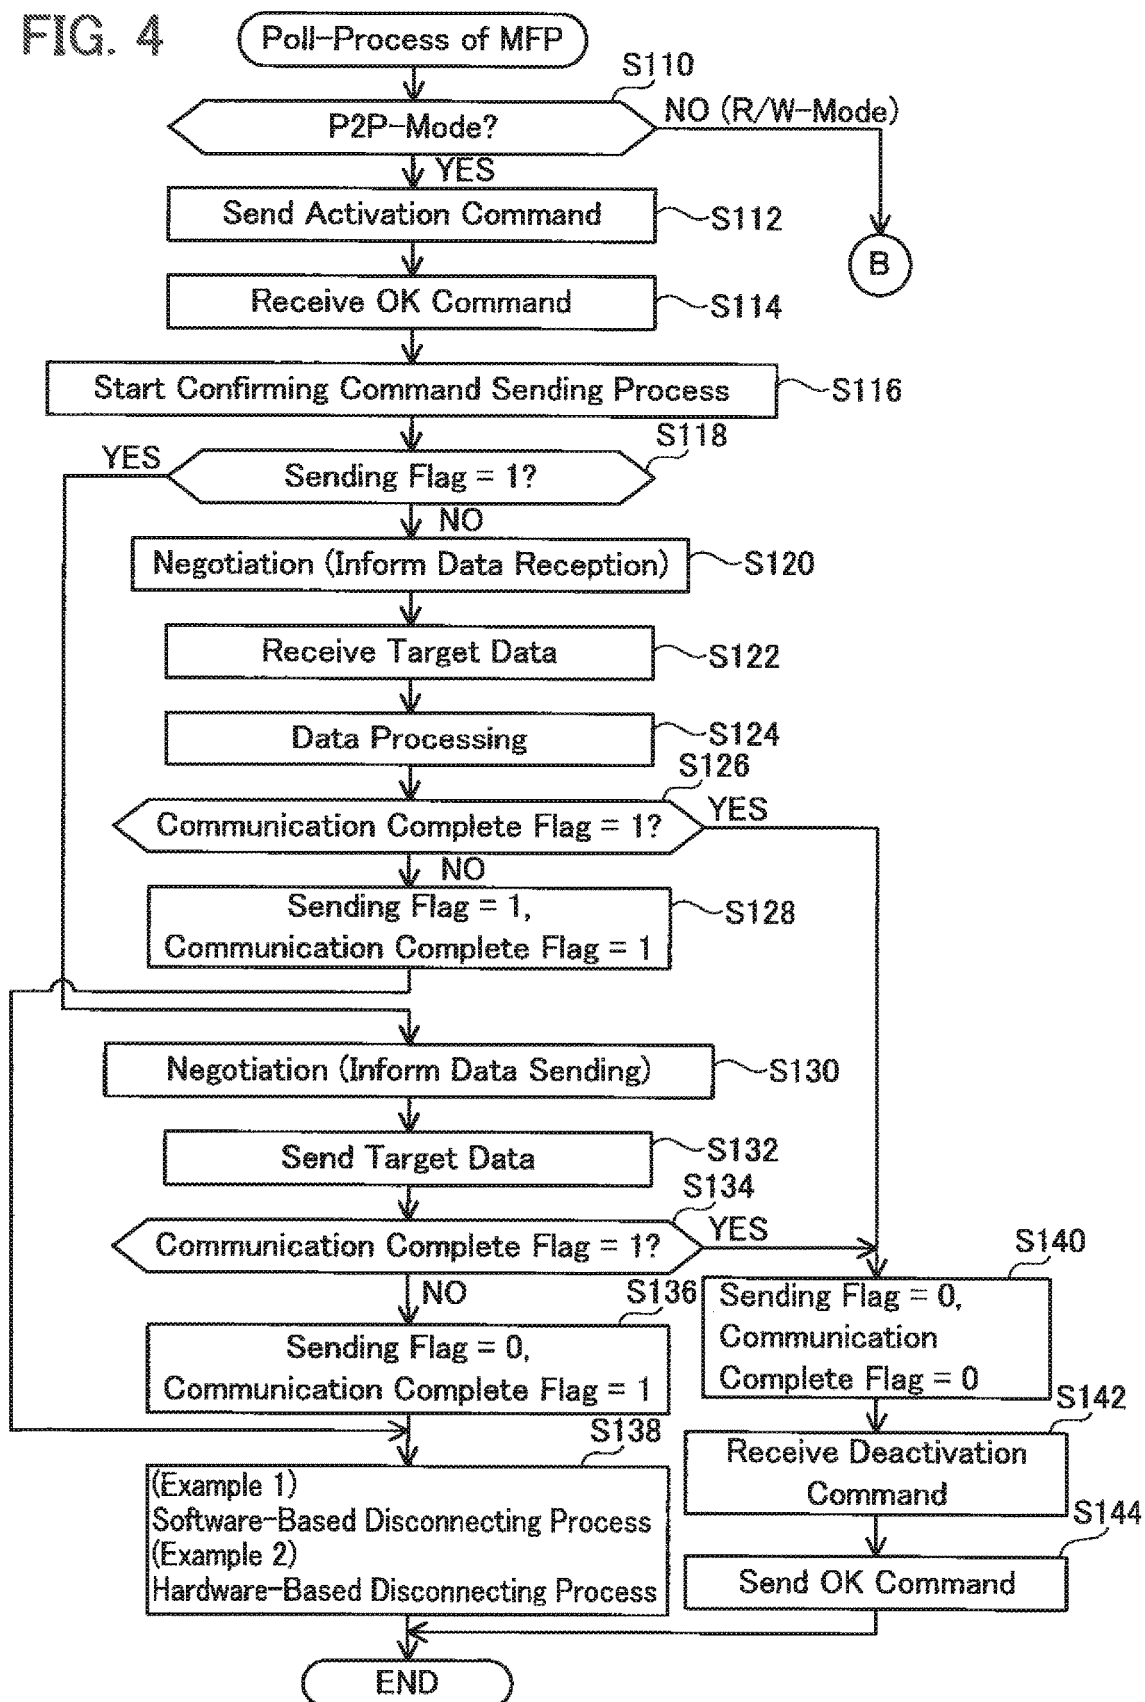 FIG. 4
Poll-Process of MFP
S110
P2P-Mode?
NO (R/W-Mode)
YES
B
Send Activation Command
S112
Receive OK Command
S114
Start Confirming Command Sending Process
S116
S118
YES
Sending Flag = 1?
NO
Negotiation (Inform Data Reception)
S120
Receive Target Data
S122
Data Processing
S124
S126
Communication Complete Flag = 1?
YES
NO
Sending Flag = 1,
Communication Complete Flag = 1
S128
Negotiation (Inform Data Sending)
S130
Send Target Data
S132
S134
Communication Complete Flag = 1?
YES
NO
S136
Sending Flag = 0,
Communication Complete Flag = 1
S138
(Example 1)
Software-Based Disconnecting Process
(Example 2)
Hardware-Based Disconnecting Process
S140
Sending Flag = 0,
Communication
Complete Flag = 0
S142
Receive Deactivation
Command
S144
Send OK Command
END